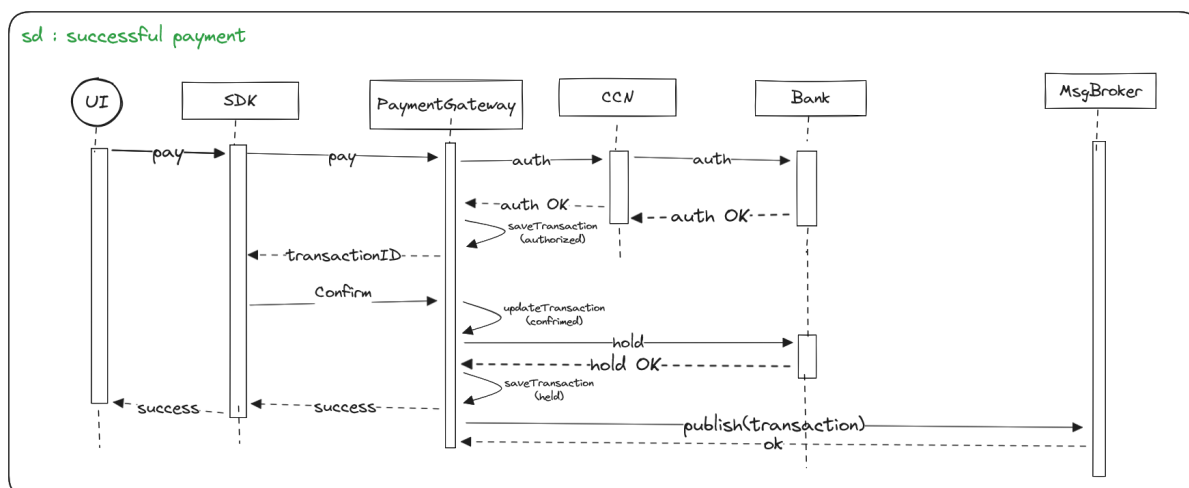 sd : successful payment
UI
SDK
PaymentGateway
CCN
Bank
MsgBroker
pay
pay
auth
auth
auth OK
auth OK
saveTransaction
(authorized)
transactionID
Confirm
updateTransaction
(confrimed)
hold
hold OK
saveTransaction
(held)
success
success
publish(transaction)
ok